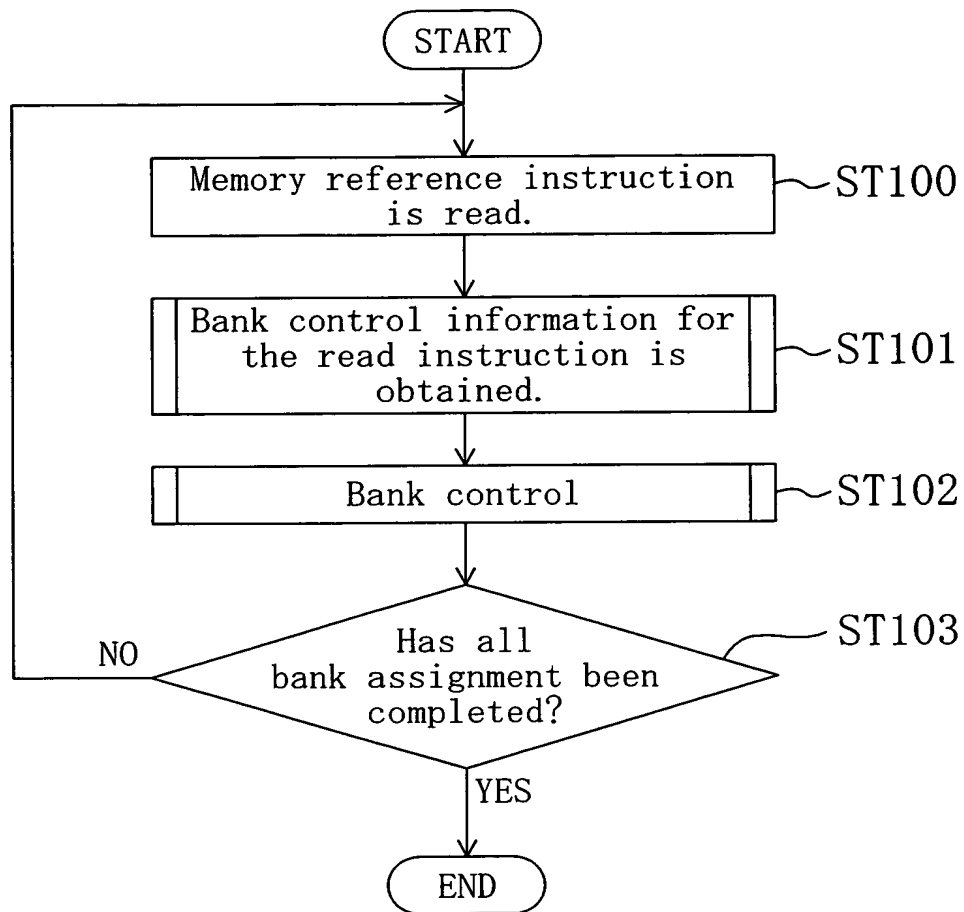 START
Memory reference instruction
is read.
ST100
Bank control information for
the read instruction is
obtained.
ST101
Bank control
ST102
Has all
bank assignment been
completed?
ST103
NO
YES
END